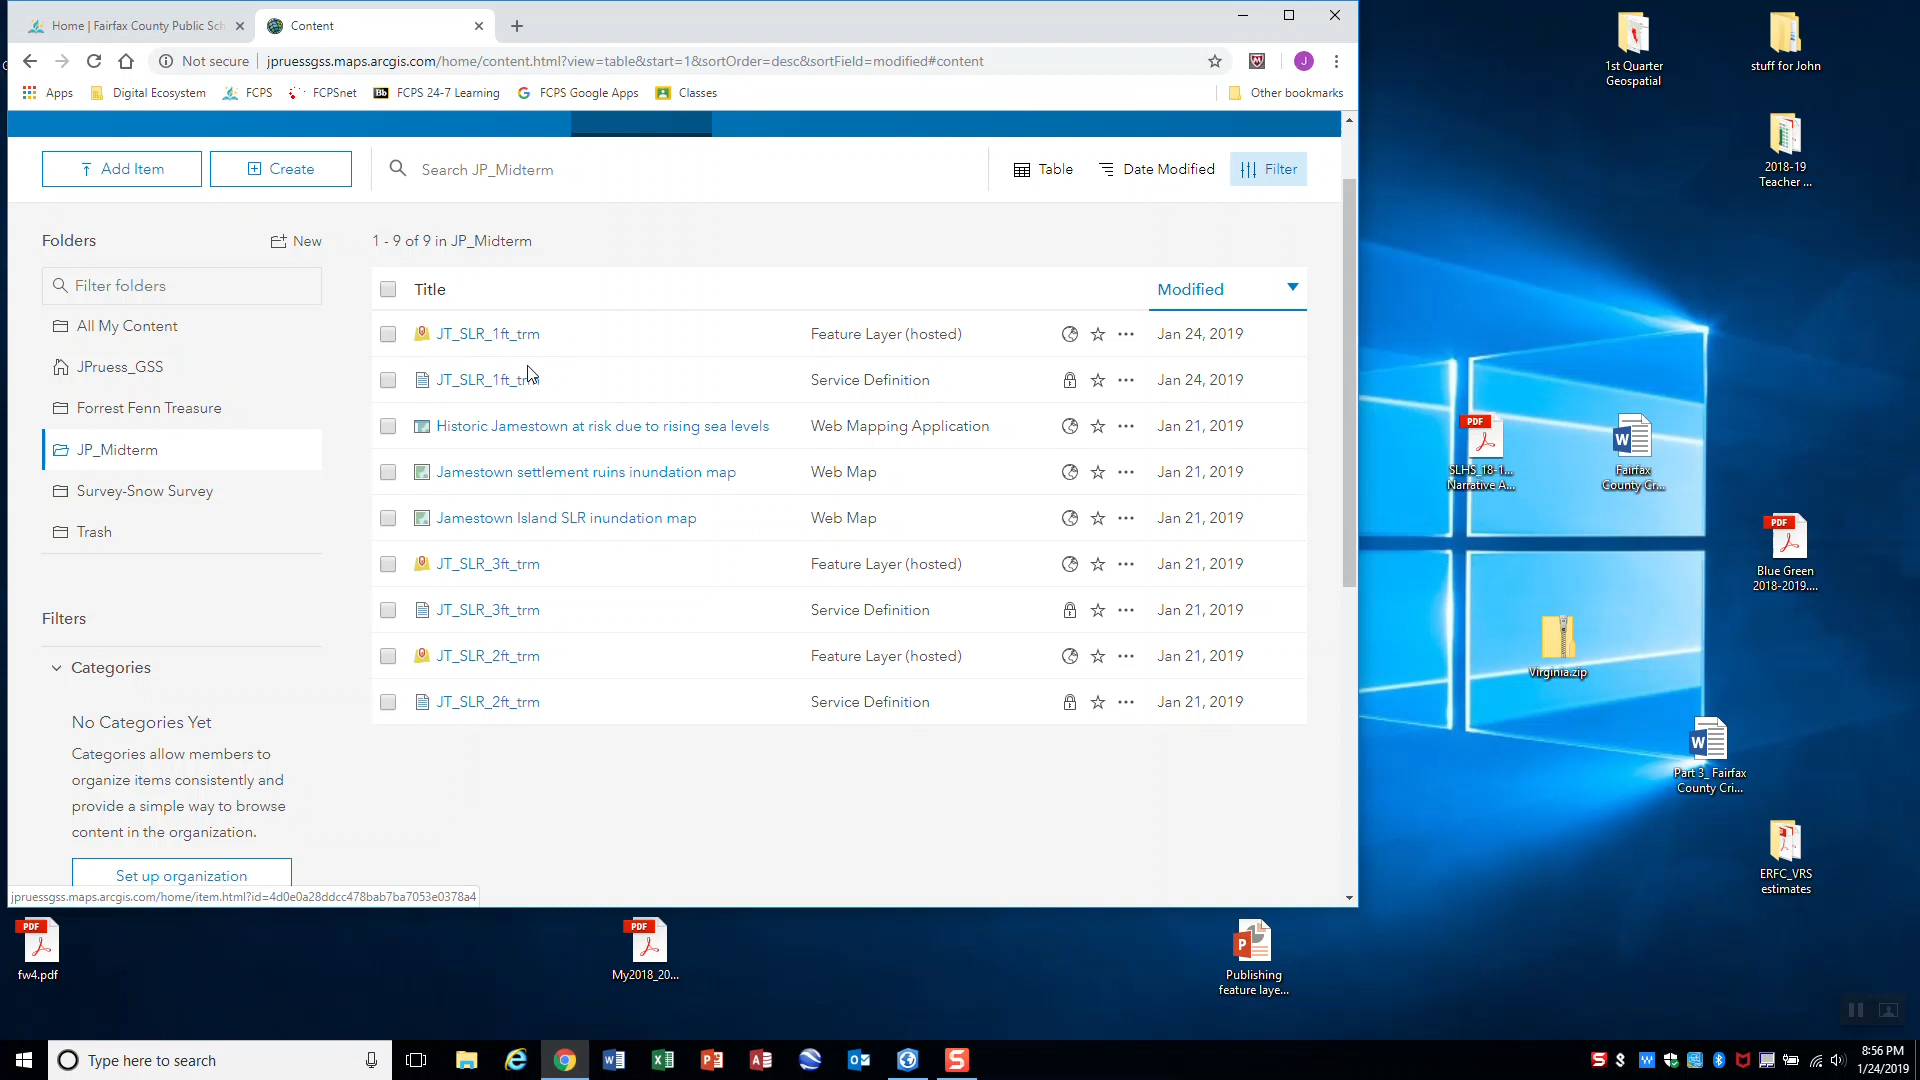 Home | Fairfax County Public Sch
Content
Not secure
jpruessgss.maps.arcgis.com/home/content.html?view=table&start=1&sortOrder=desc&sortField=modified#content
J
Apps
Digital Ecosystem
FCPS
FCPSnet
Bb
FCPS 24-7 Learning
FCPS Google Apps
Classes
Other bookmarks
Add Item
Create
Search JP_Midterm
Table
Date Modified
Filter
Folders
New
1 - 9 of 9 in JP_Midterm
Filter folders
Title
Modified
All My Content
JPruess_GSS
Forrest Fenn Treasure
JP_Midterm
Survey-Snow Survey
Trash
JT_SLR_1ft_trm Feature Layer (hosted) Jan 24, 2019
JT_SLR_1ft_trm Service Definition Jan 24, 2019
Historic Jamestown at risk due to rising sea levels Web Mapping Application Jan 21, 2019
Jamestown settlement ruins inundation map Web Map Jan 21, 2019
Jamestown Island SLR inundation map Web Map Jan 21, 2019
JT_SLR_3ft_trm Feature Layer (hosted) Jan 21, 2019
JT_SLR_3ft_trm Service Definition Jan 21, 2019
JT_SLR_2ft_trm Feature Layer (hosted) Jan 21, 2019
JT_SLR_2ft_trm Service Definition Jan 21, 2019
Filters
Categories
No Categories Yet
Categories allow members to
organize items consistently and
provide a simple way to browse
content in the organization.
Set up organization
jpruessgss.maps.arcgis.com/home/item.html?id=4d0e0a28ddcc478bab7ba7053e0378a4
1st Quarter
Geospatial
stuff for John
2018-19
Teacher ...
PDF
SLHS_18-1...
Narrative A...
Fairfax
County Cr...
PDF
Blue Green
2018-2019....
Virginia.zip
Part 3_ Fairfax
County Cri...
ERFC_VRS
estimates
PDF
fw4.pdf
PDF
My2018_20...
Publishing
feature laye...
Type here to search
8:56 PM
1/24/2019